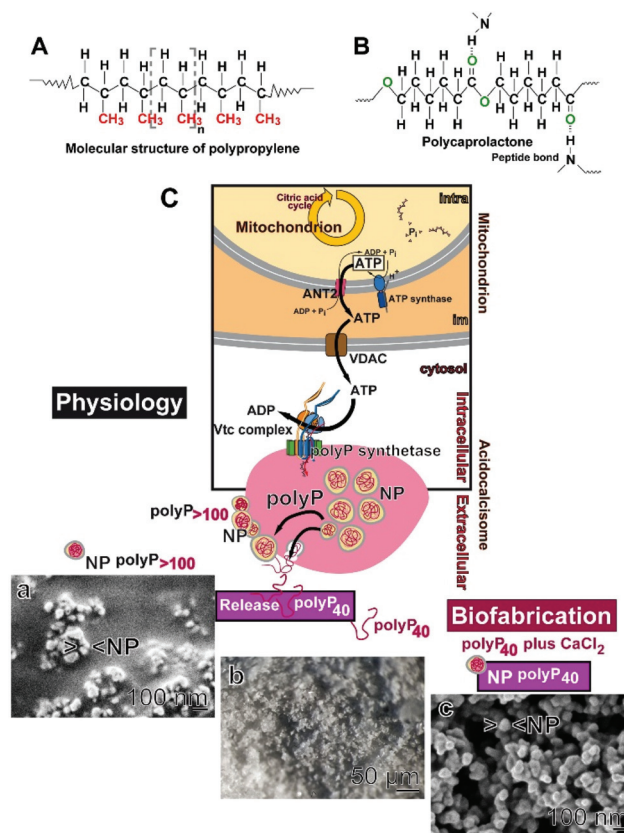 A
H H H H H H H
C C C C C C C
H H H H H H H
CH3 CH3 CH3 CH3 CH3
n
Molecular structure of polypropylene
B
N
H
O
H H H H H H H H H H
O C
O
C
O
H
N
Polycaprolactone
Peptide bond
C
Citric acid
cycle
Mitochondrion
intra
Pi
ADP + Pi
ATP
H+
ANT2
ATP synthase
ADP + Pi
ATP
im
VDAC
Mitochondrion
cytosol
ATP
ADP
Vtc complex
polyP synthetase
Physiology
Intracellular
Extracellular
Acidocalcisome
polyP
NP
polyP>100
NP
NP polyP>100
Release polyP40
polyP40
Biofabrication
polyP40 plus CaCl2
NP polyP40
a
> <NP
100 nm
b
50 µm
c
> <NP
100 nm